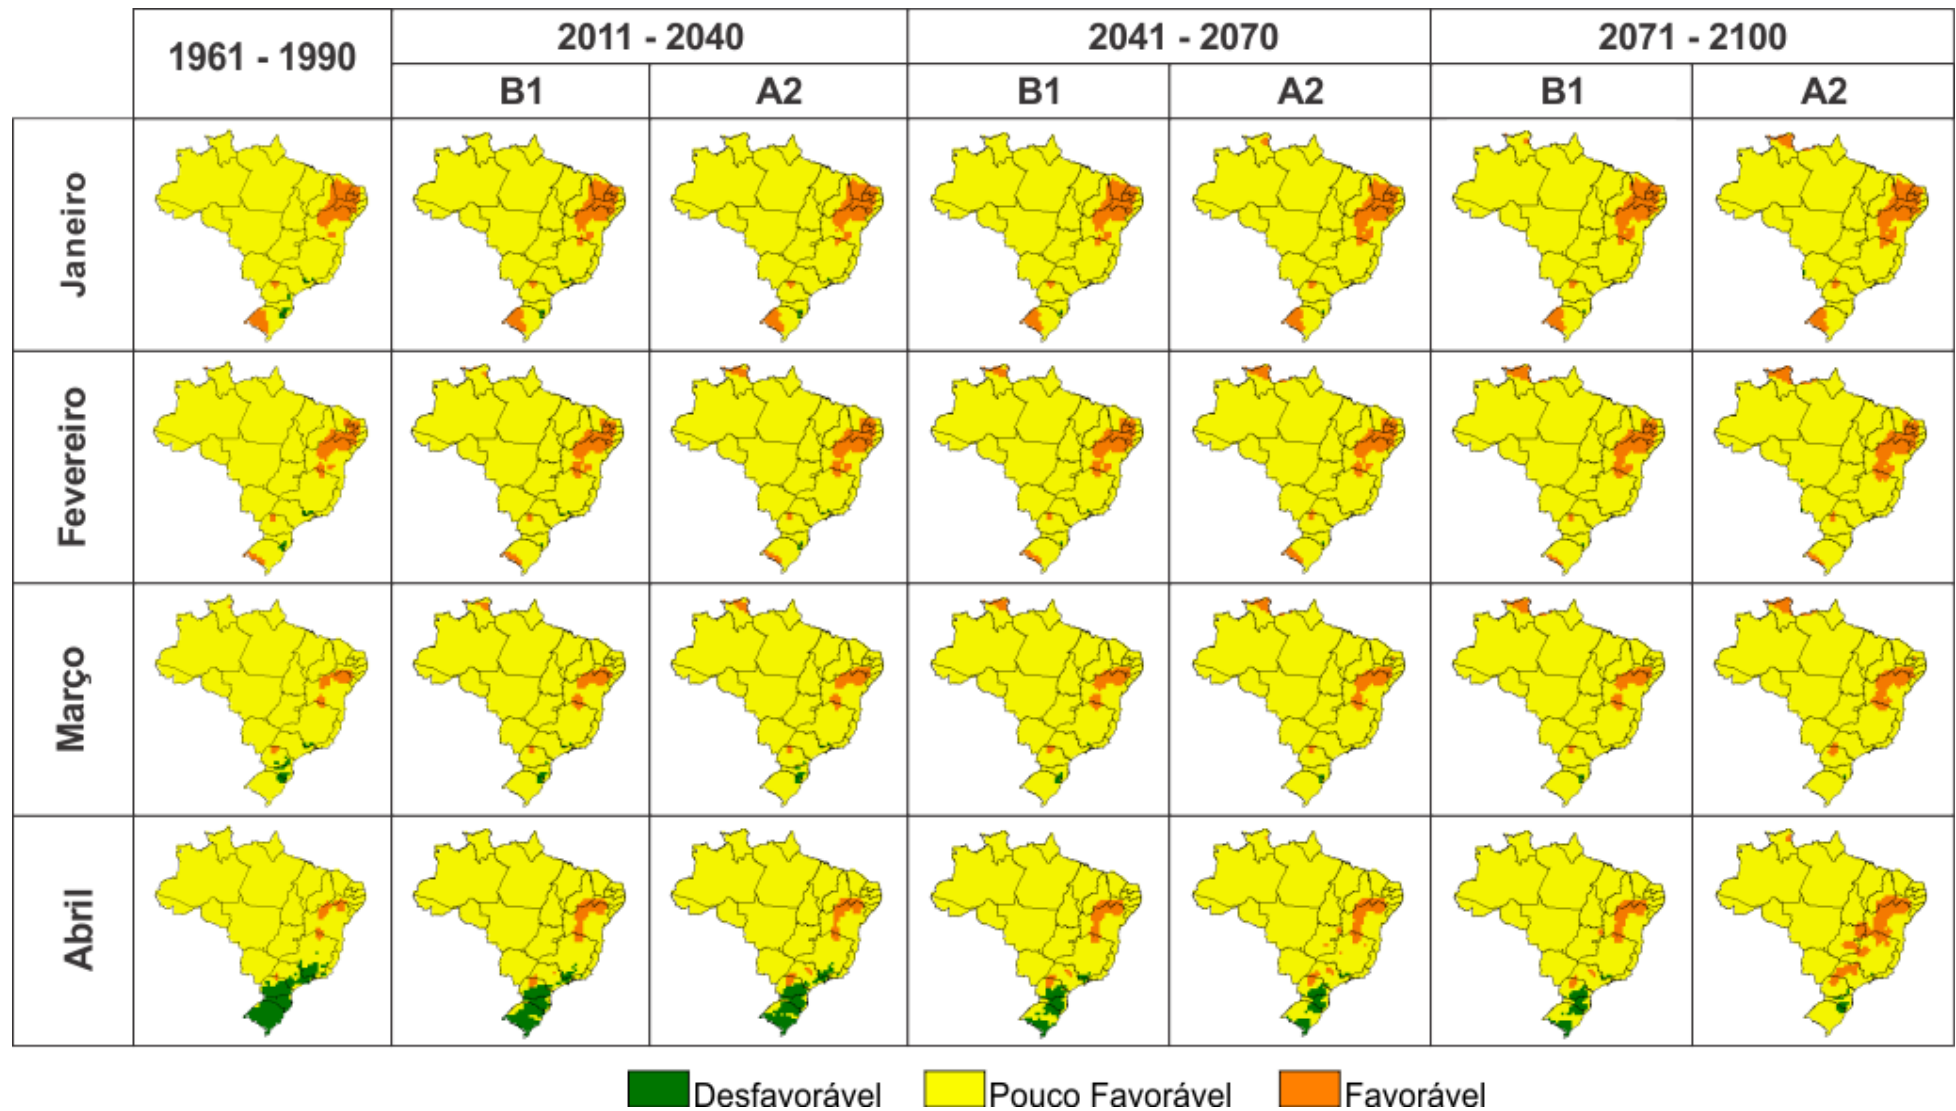 1961 - 1990
2011 - 2040
2041 - 2070
2071 - 2100
B1
A2
B1
A2
B1
A2
Janeiro
Fevereiro
Março
Abril
Desfavorável
Pouco Favorável
Favorável